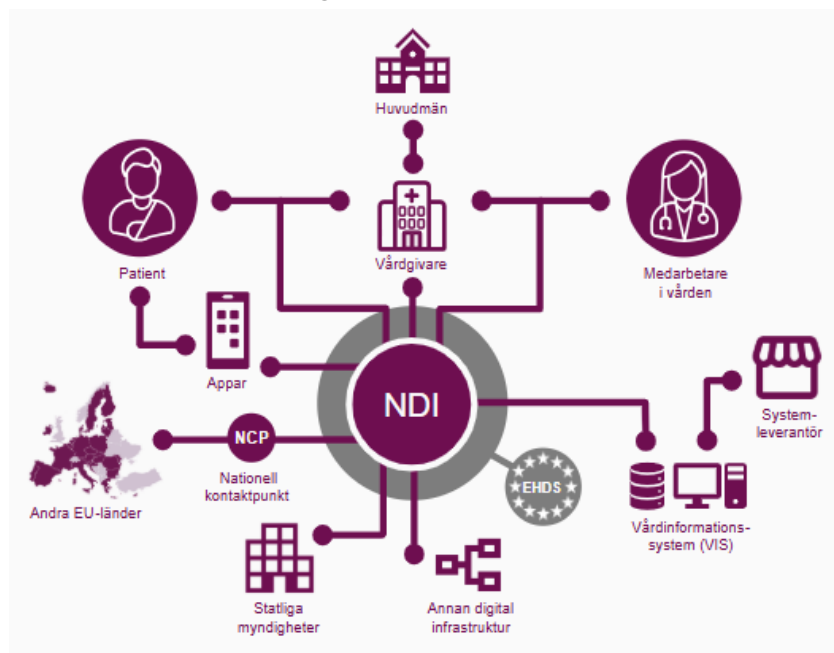 Huvudmän
Patient
Vårdgivare
Medarbetare
i vården
Appar
NDI
System-
leverantör
NCP
Nationell
kontaktpunkt
EHDS
Andra EU-länder
Vårdinformations-
system (VIS)
Statliga
myndigheter
Annan digital
infrastruktur